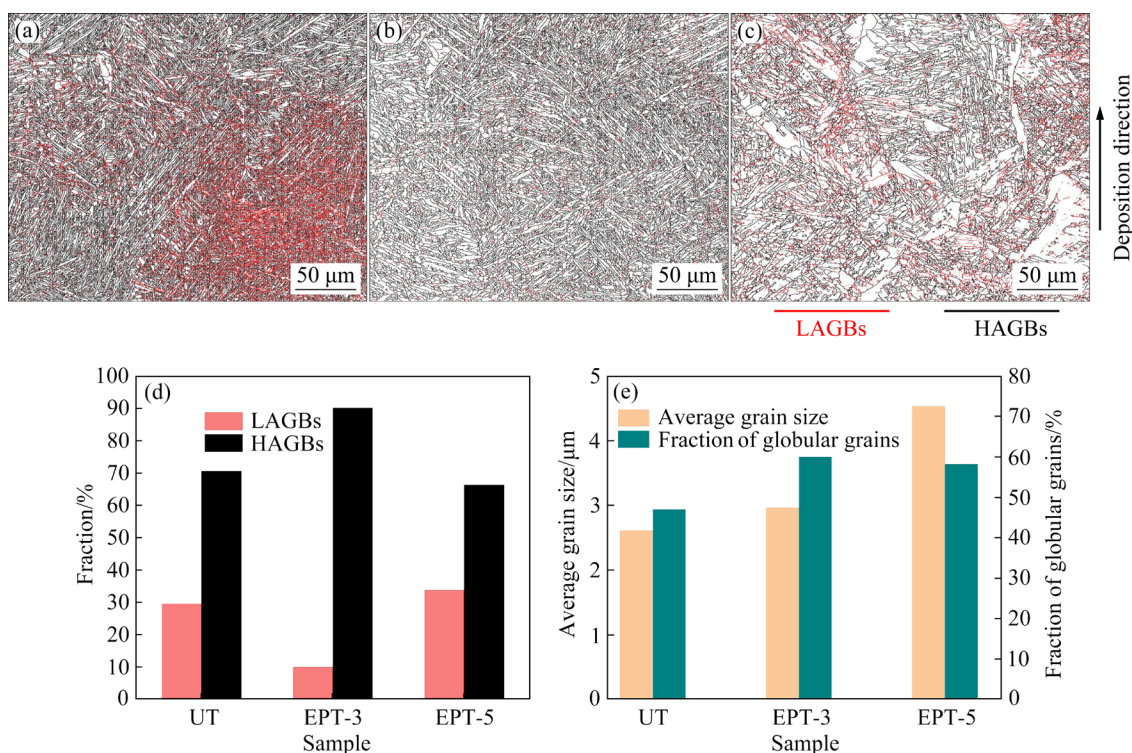 (a)
(b)
(c)
50 μm
50 μm
50 μm
Deposition direction
LAGBs
HAGBs
(d)
LAGBs
HAGBs
100
90
80
70
60
50
40
30
20
10
0
Fraction/%
UT
EPT-3
EPT-5
Sample
(e)
Average grain size
Fraction of globular grains
5
4
3
2
1
0
Average grain size/μm
80
70
60
50
40
30
20
10
0
Fraction of globular grains/%
UT
EPT-3
EPT-5
Sample